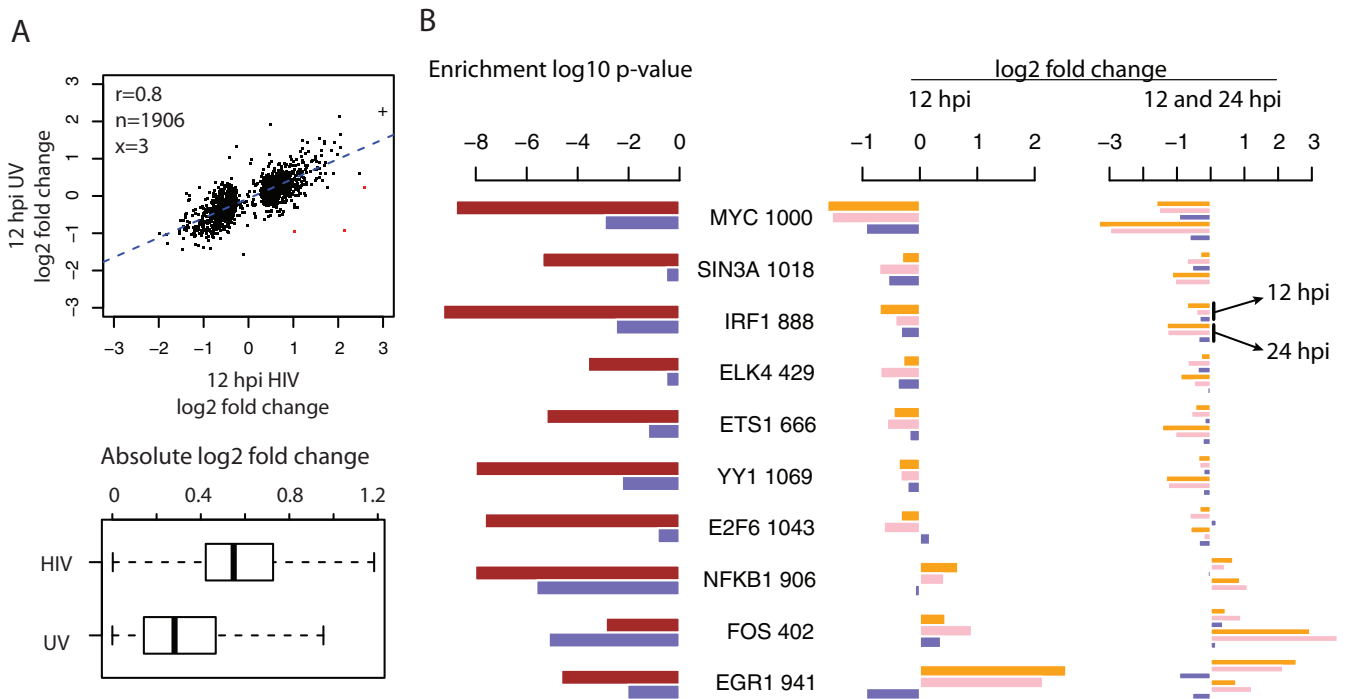 A
3
2
1
0
−1
−2
−3
12 hpi UV
log2 fold change
r=0.8
n=1906
x=3
+
−3 −2 −1 0 1 2 3
12 hpi HIV
log2 fold change
Absolute log2 fold change
0 0.4 0.8 1.2
HIV
UV
B
Enrichment log10 p-value
log2 fold change
12 hpi
12 and 24 hpi
−8 −6 −4 −2 0
−1 0 1 2
−3 −1 1 2 3
MYC 1000
SIN3A 1018
IRF1 888
ELK4 429
ETS1 666
YY1 1069
E2F6 1043
NFKB1 906
FOS 402
EGR1 941
12 hpi
24 hpi